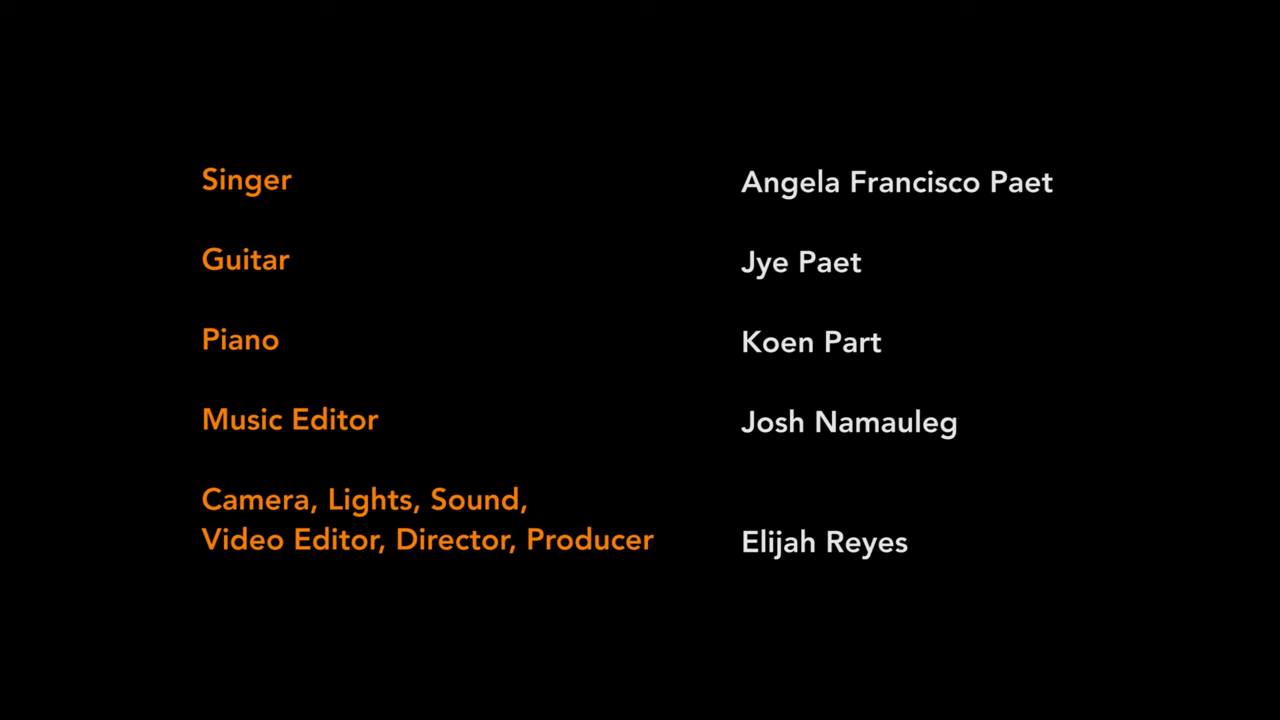 Singer Angela Francisco Paet
Guitar Jye Paet
Piano Koen Part
Music Editor Josh Namauleg
Camera, Lights, Sound,
Video Editor, Director, Producer Elijah Reyes